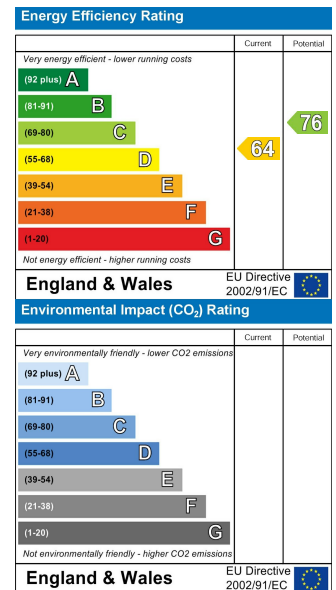 Energy Efficiency Rating
Current Potential
Very energy efficient - lower running costs
(92 plus) A
(81-91) B
(69-80) C
(55-68) D
(39-54) E
(21-38) F
(1-20) G
64
76
Not energy efficient - higher running costs
England & Wales
EU Directive
2002/91/EC
Environmental Impact (CO₂) Rating
Current Potential
Very environmentally friendly - lower CO2 emissions
(92 plus) A
(81-91) B
(69-80) C
(55-68) D
(39-54) E
(21-38) F
(1-20) G
Not environmentally friendly - higher CO2 emissions
England & Wales
EU Directive
2002/91/EC